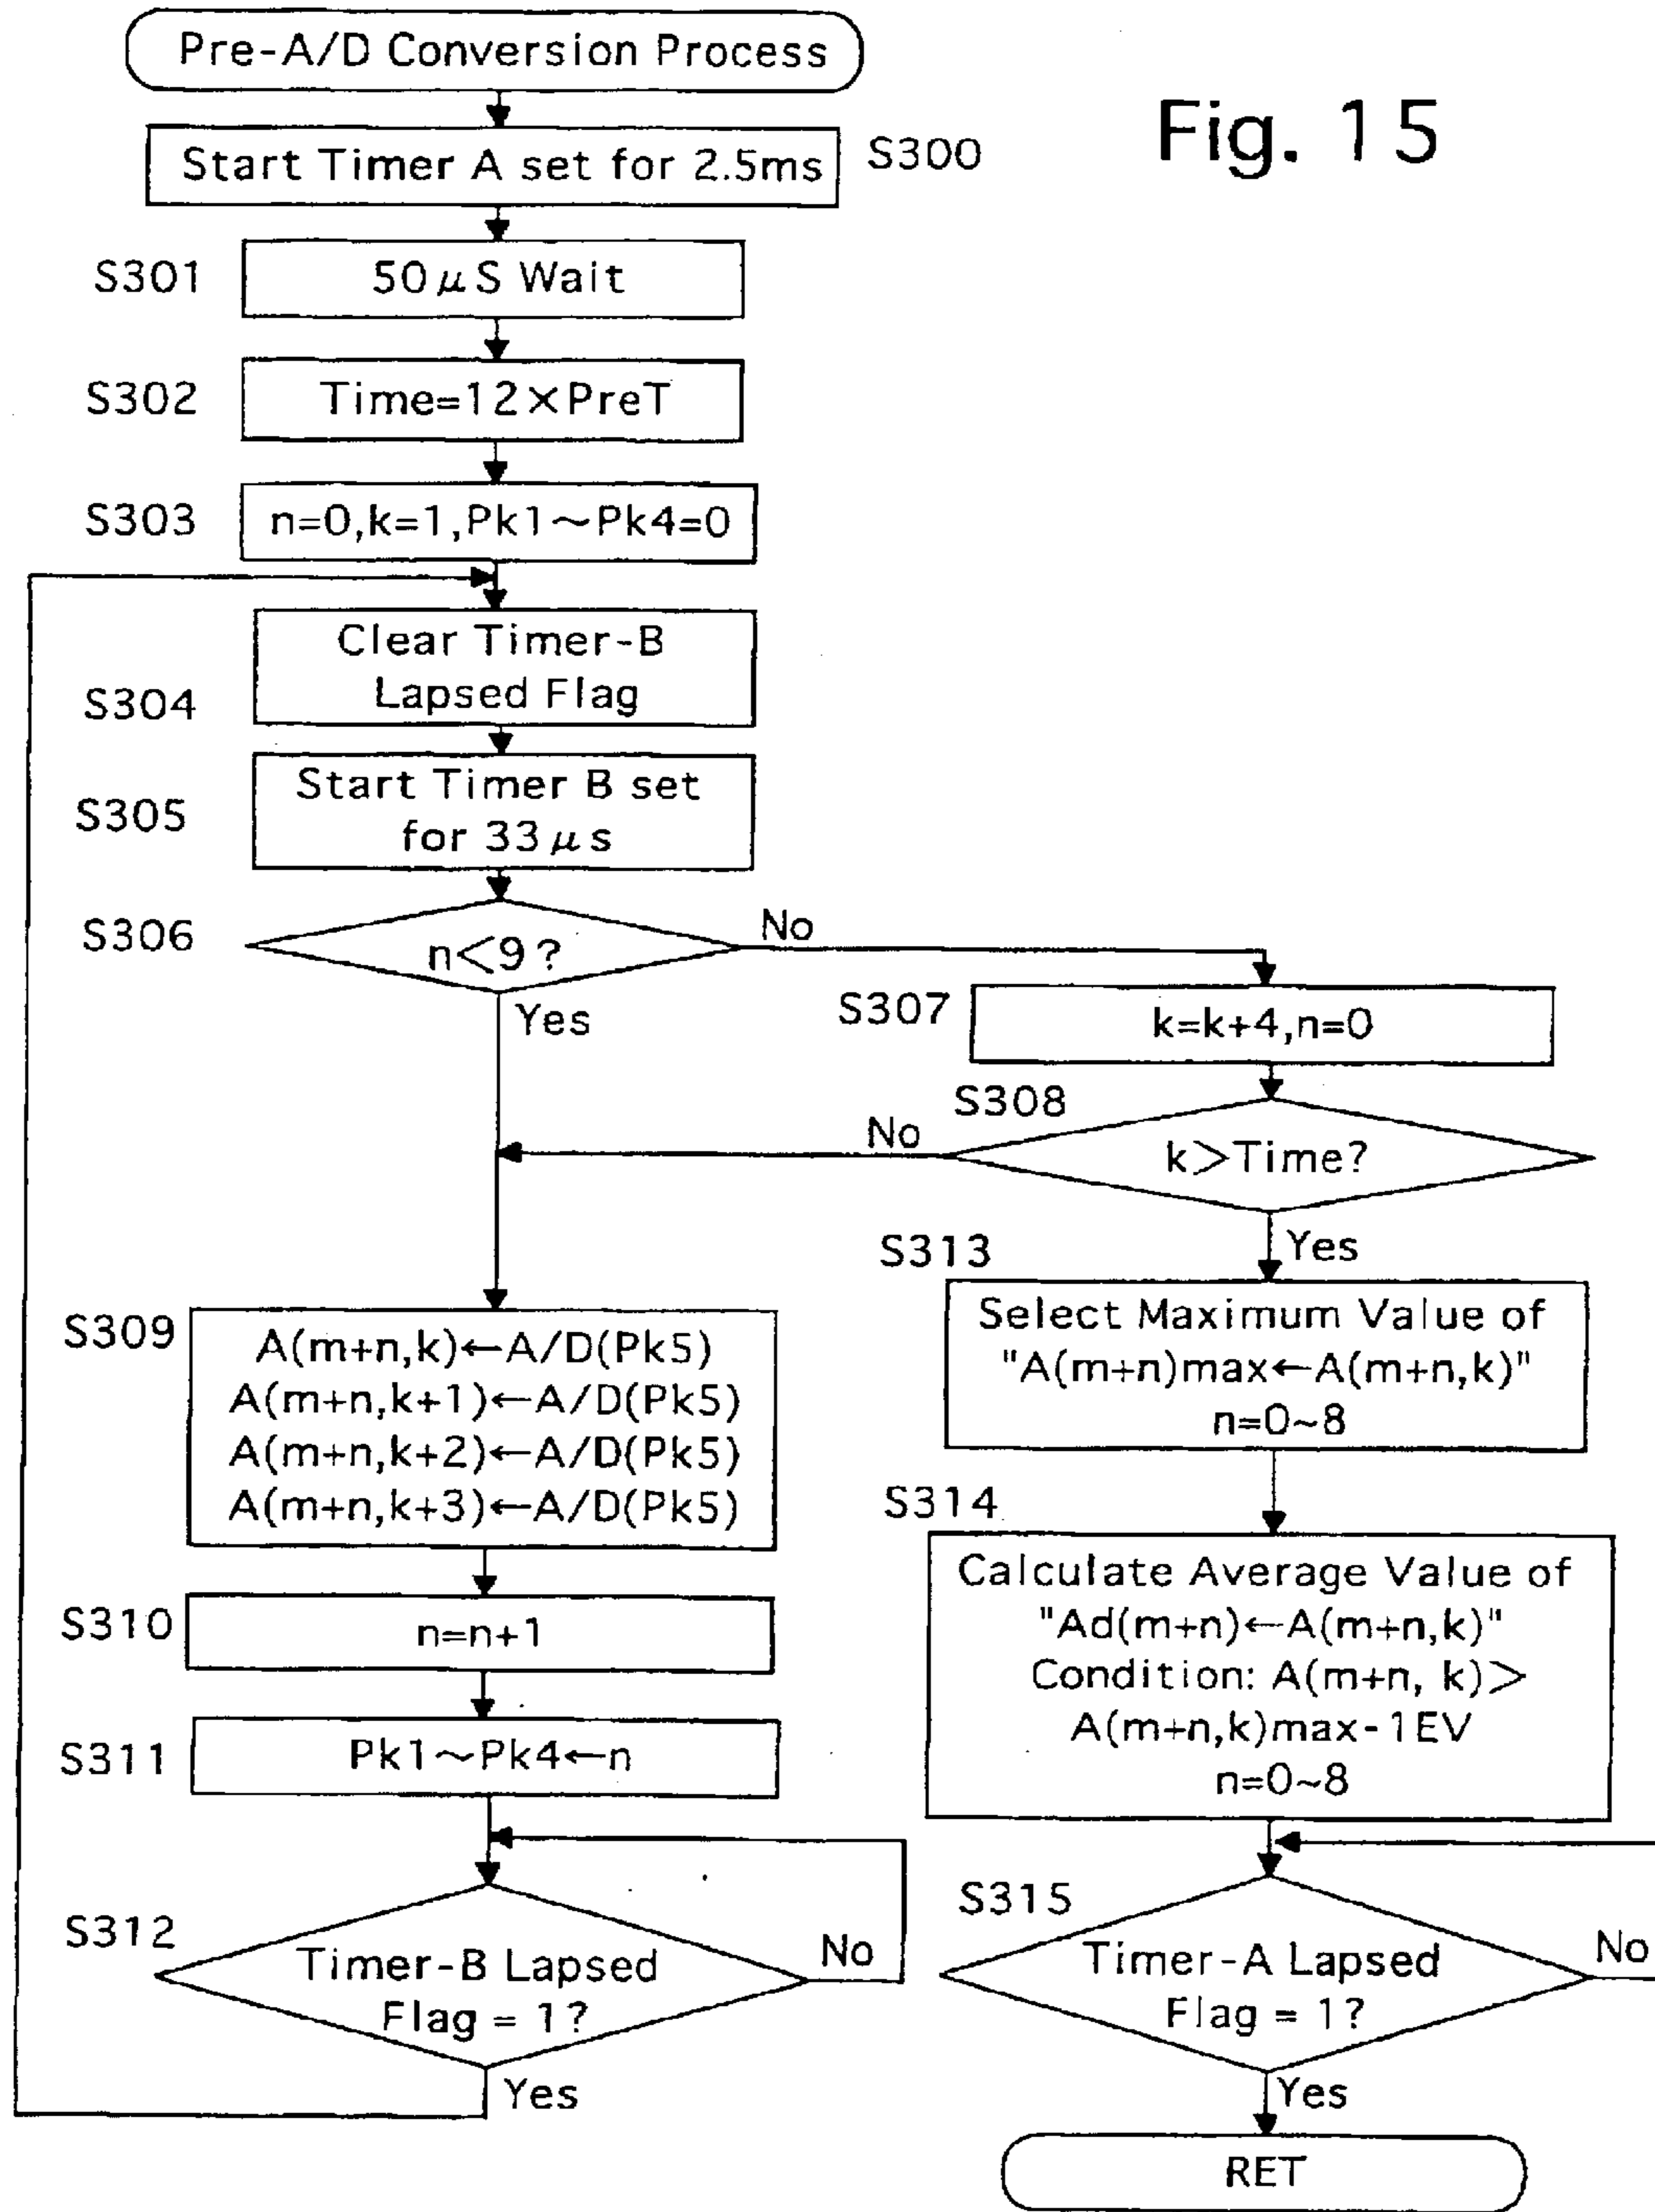 Pre-A/D Conversion Process
Fig. 15
Start Timer A set for 2.5ms
S300
S301
50μS Wait
S302
Time=12×PreT
S303
n=0,k=1,Pk1~Pk4=0
Clear Timer-B
Lapsed Flag
S304
Start Timer B set
for 33μs
S305
S306
n<9?
No
Yes
S307
k=k+4,n=0
S308
No
k>Time?
Yes
S309
A(m+n,k)←A/D(Pk5)
A(m+n,k+1)←A/D(Pk5)
A(m+n,k+2)←A/D(Pk5)
A(m+n,k+3)←A/D(Pk5)
S310
n=n+1
S311
Pk1~Pk4←n
S312
Timer-B Lapsed
Flag = 1?
No
Yes
S313
Select Maximum Value of
"A(m+n)max←A(m+n,k)"
n=0~8
S314
Calculate Average Value of
"Ad(m+n)←A(m+n,k)"
Condition: A(m+n, k)>
A(m+n,k)max-1EV
n=0~8
S315
Timer-A Lapsed
Flag = 1?
No
Yes
RET